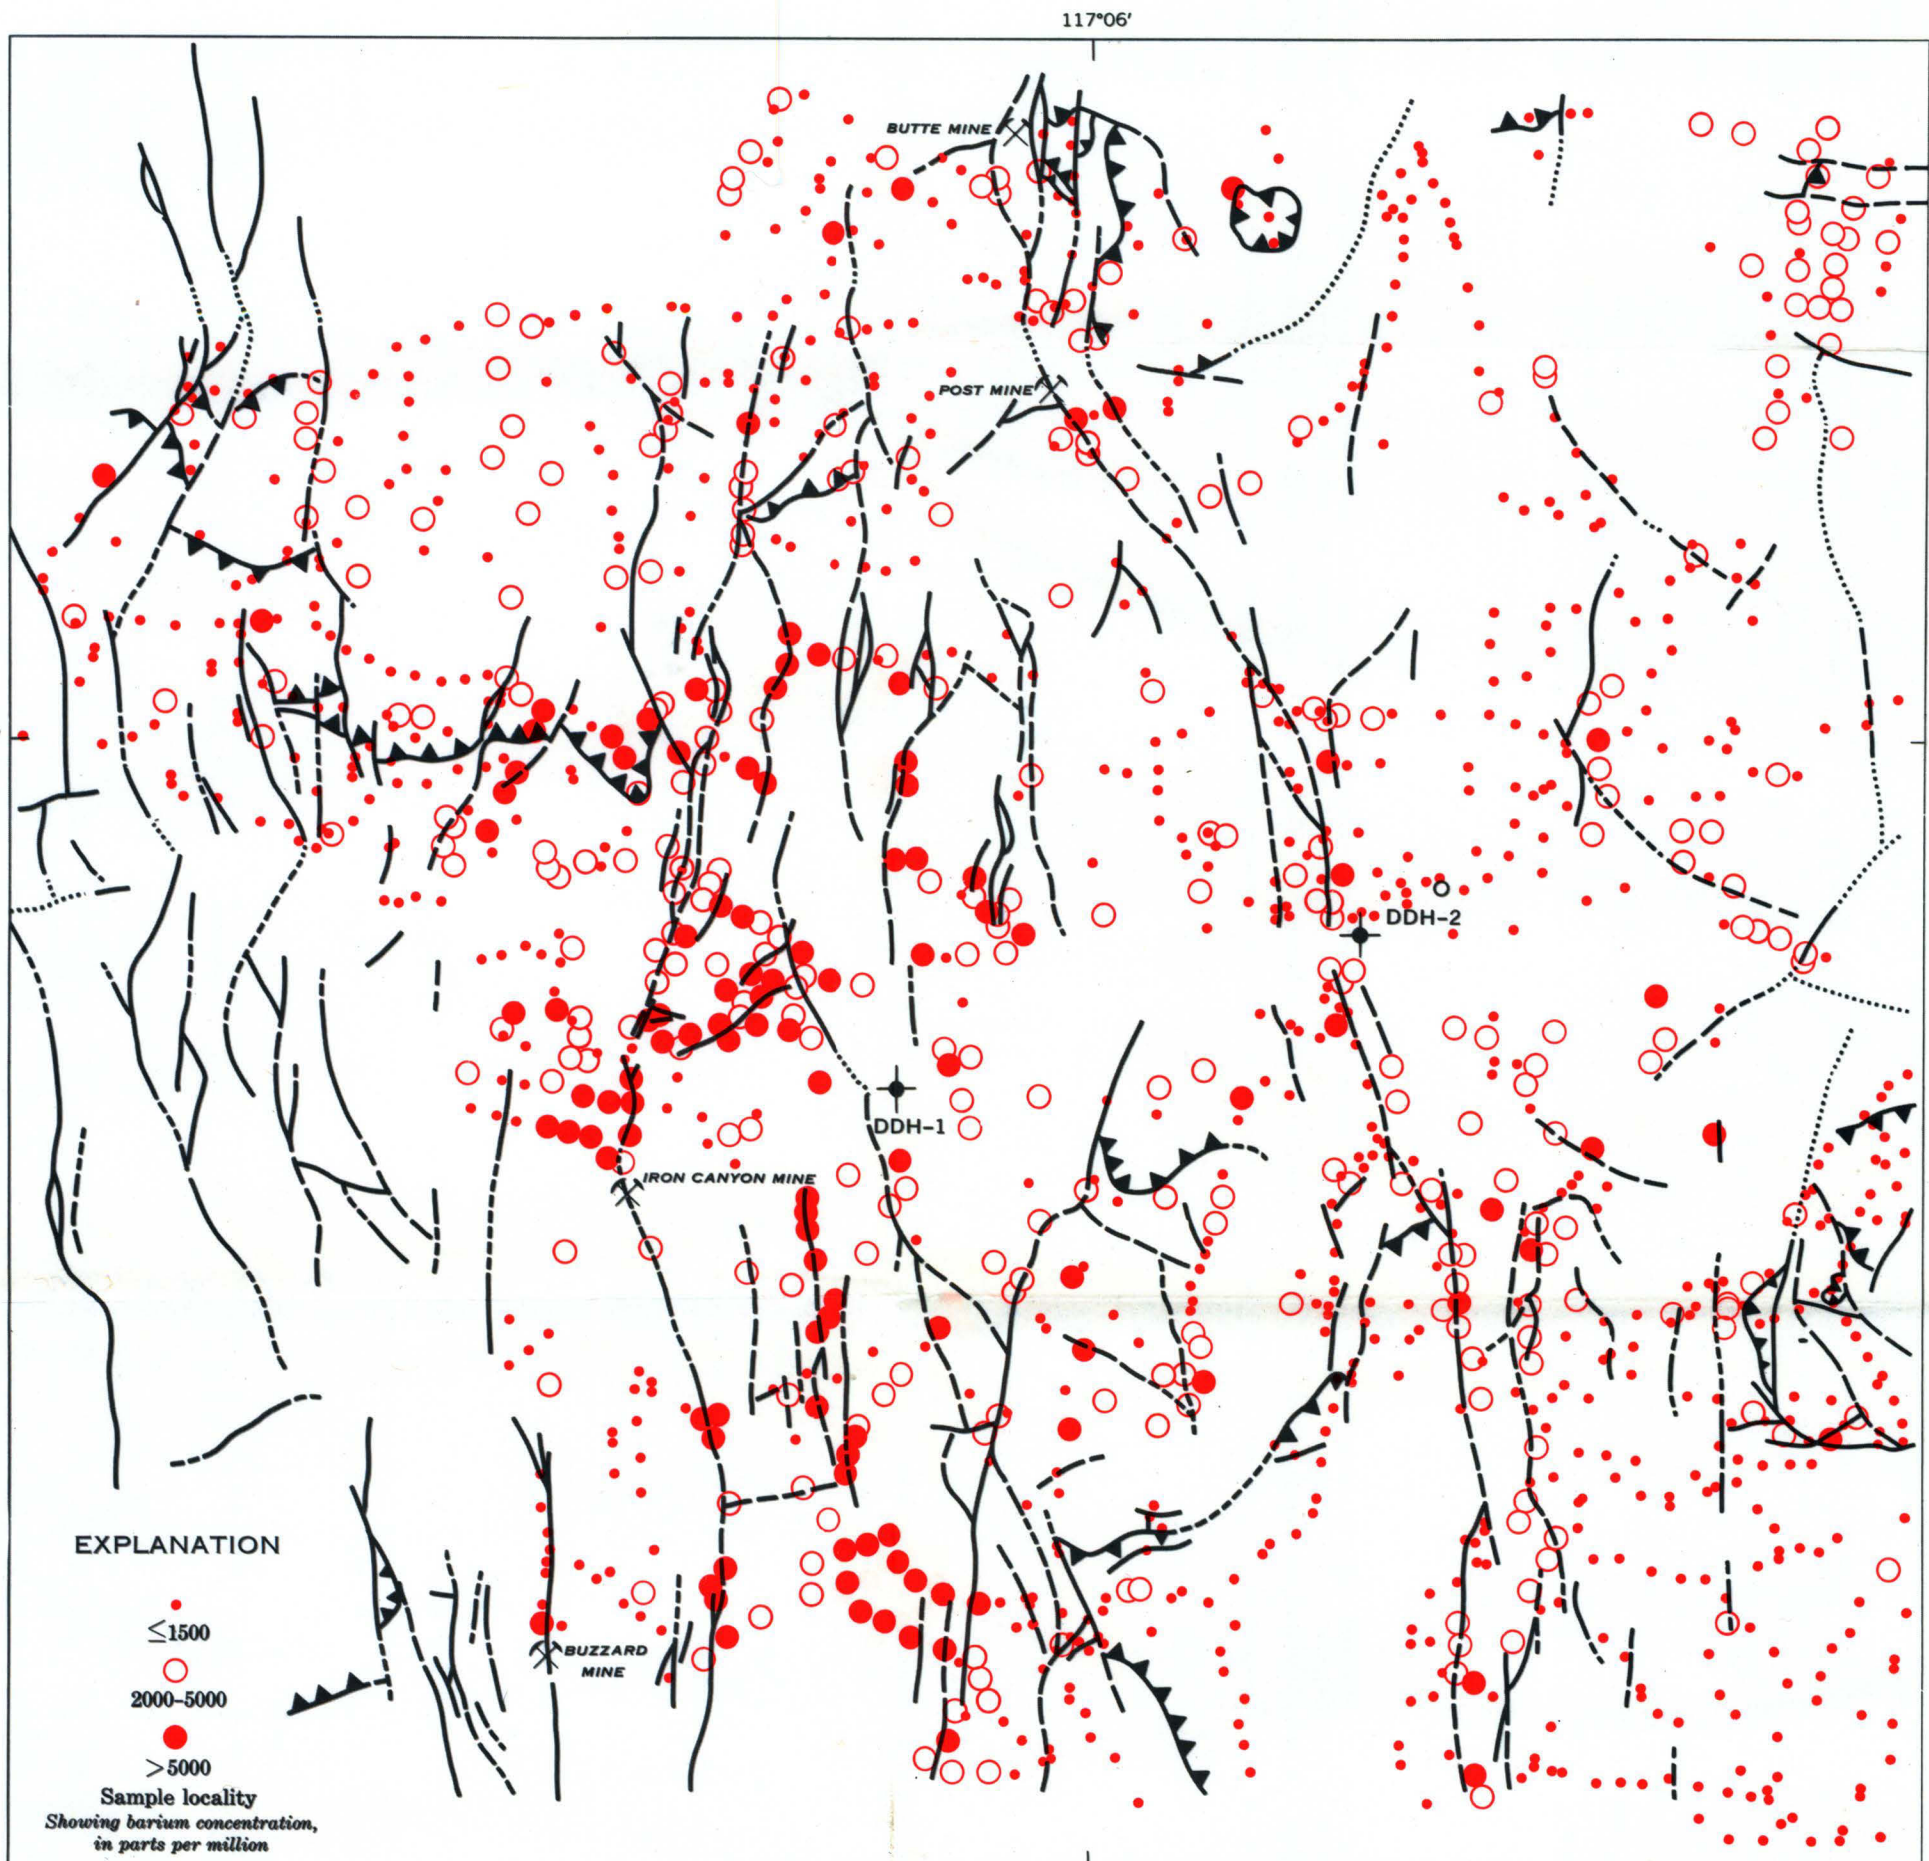 117°06′
BUTTE MINE
POST MINE
DDH-2
DDH-1
IRON CANYON MINE
EXPLANATION
≤1500
2000-5000
>5000
Sample locality
Showing barium concentration,
in parts per million
BUZZARD
MINE